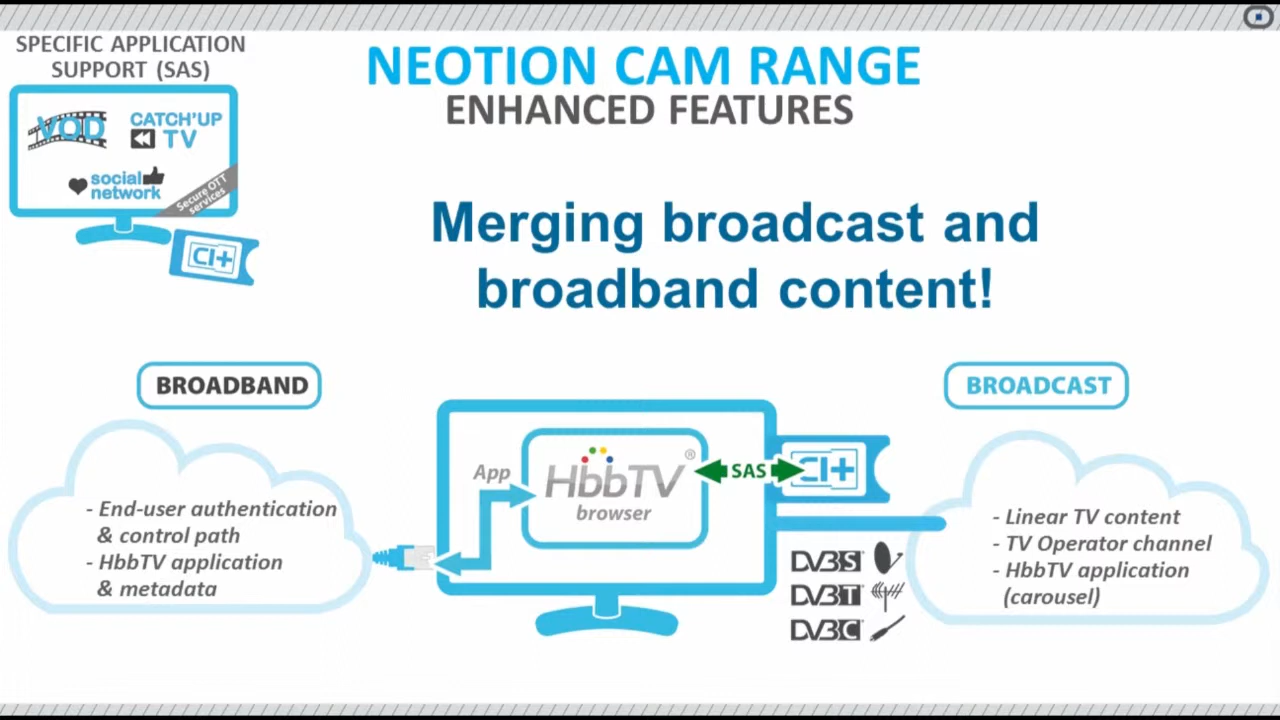 SPECIFIC APPLICATION
SUPPORT (SAS)
VOD
CATCH'UP
TV
social
network
Secure OTT
services
CI+
NEOTION CAM RANGE
ENHANCED FEATURES
Merging broadcast and
broadband content!
BROADBAND
- End-user authentication
& control path
- HbbTV application
& metadata
App
HbbTV®
browser
SAS
CI+
DVB S
DVB T
DVB C
BROADCAST
- Linear TV content
- TV Operator channel
- HbbTV application
(carousel)